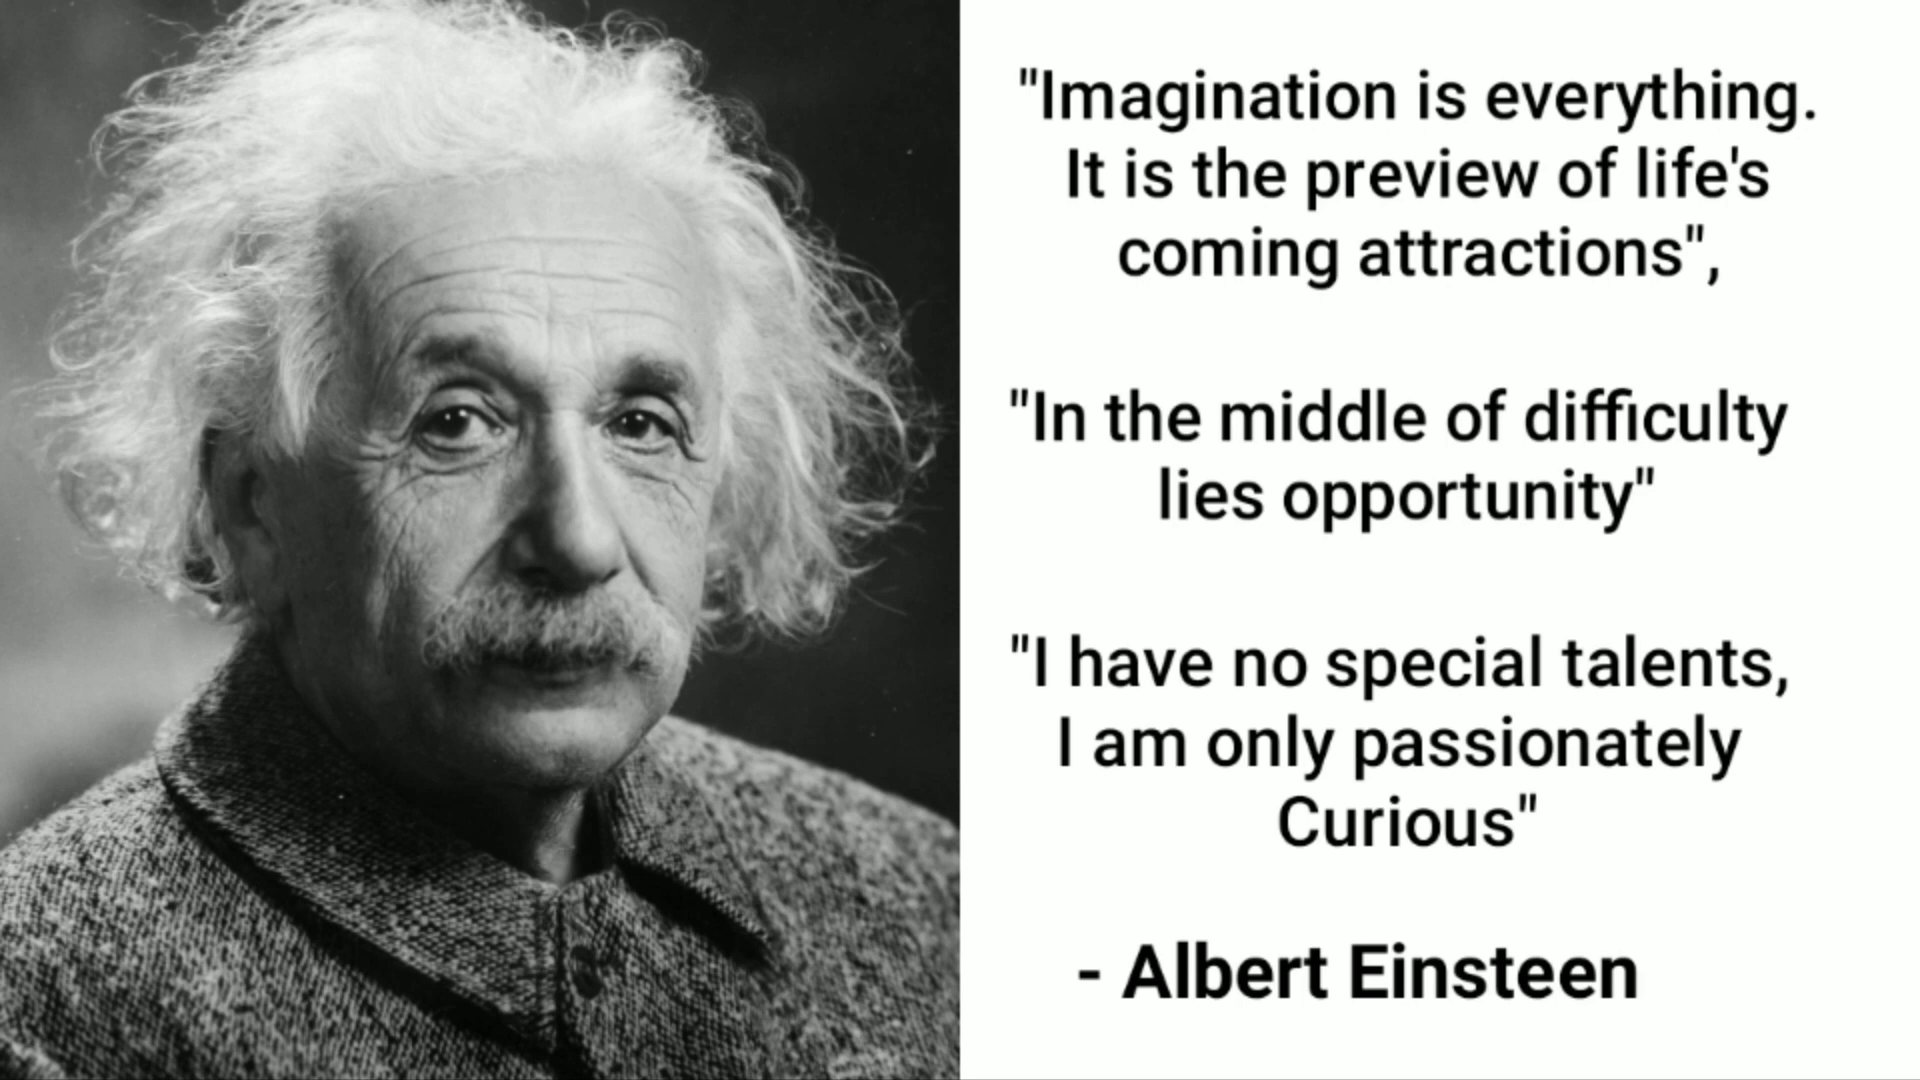 "Imagination is everything.
It is the preview of life's
coming attractions",
"In the middle of difficulty
lies opportunity"
"I have no special talents,
I am only passionately
Curious"
- Albert Einsteen